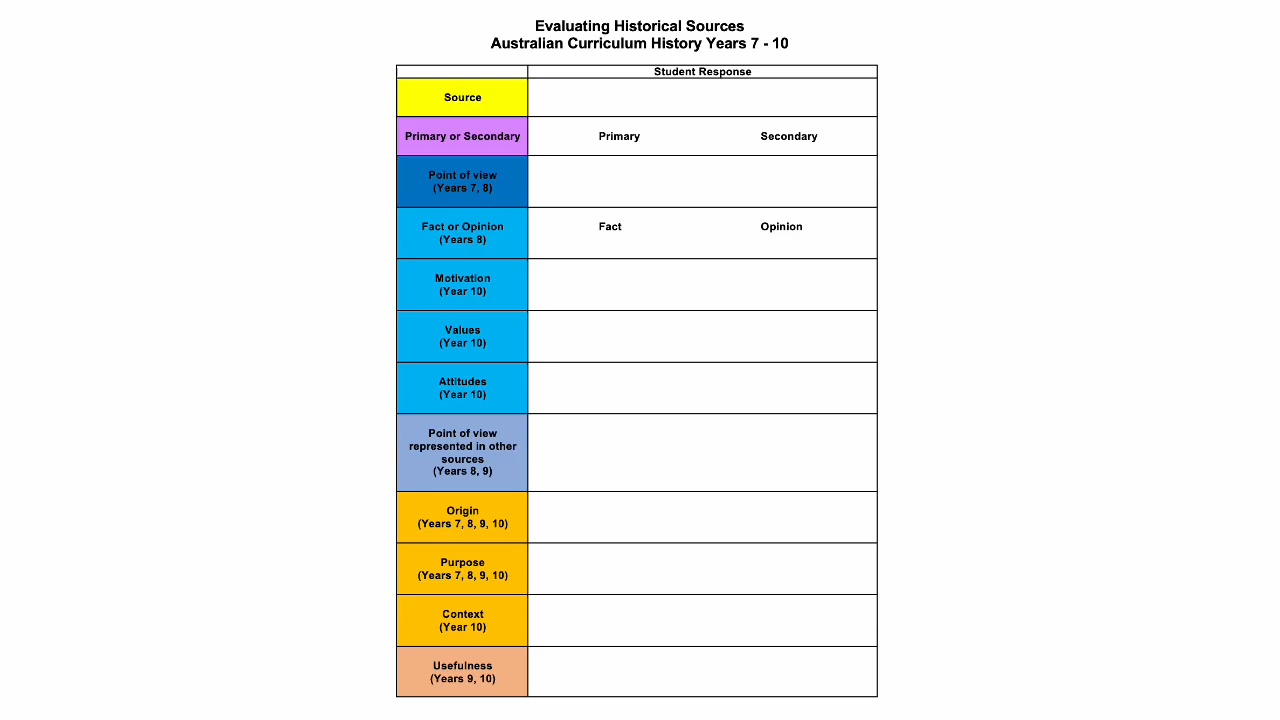 Evaluating Historical Sources
Australian Curriculum History Years 7 - 10
Student Response
Source
Primary or Secondary
Primary
Secondary
Point of view
(Years 7, 8)
Fact or Opinion
(Years 8)
Fact
Opinion
Motivation
(Year 10)
Values
(Year 10)
Attitudes
(Year 10)
Point of view
represented in other
sources
(Years 8, 9)
Origin
(Years 7, 8, 9, 10)
Purpose
(Years 7, 8, 9, 10)
Context
(Year 10)
Usefulness
(Years 9, 10)